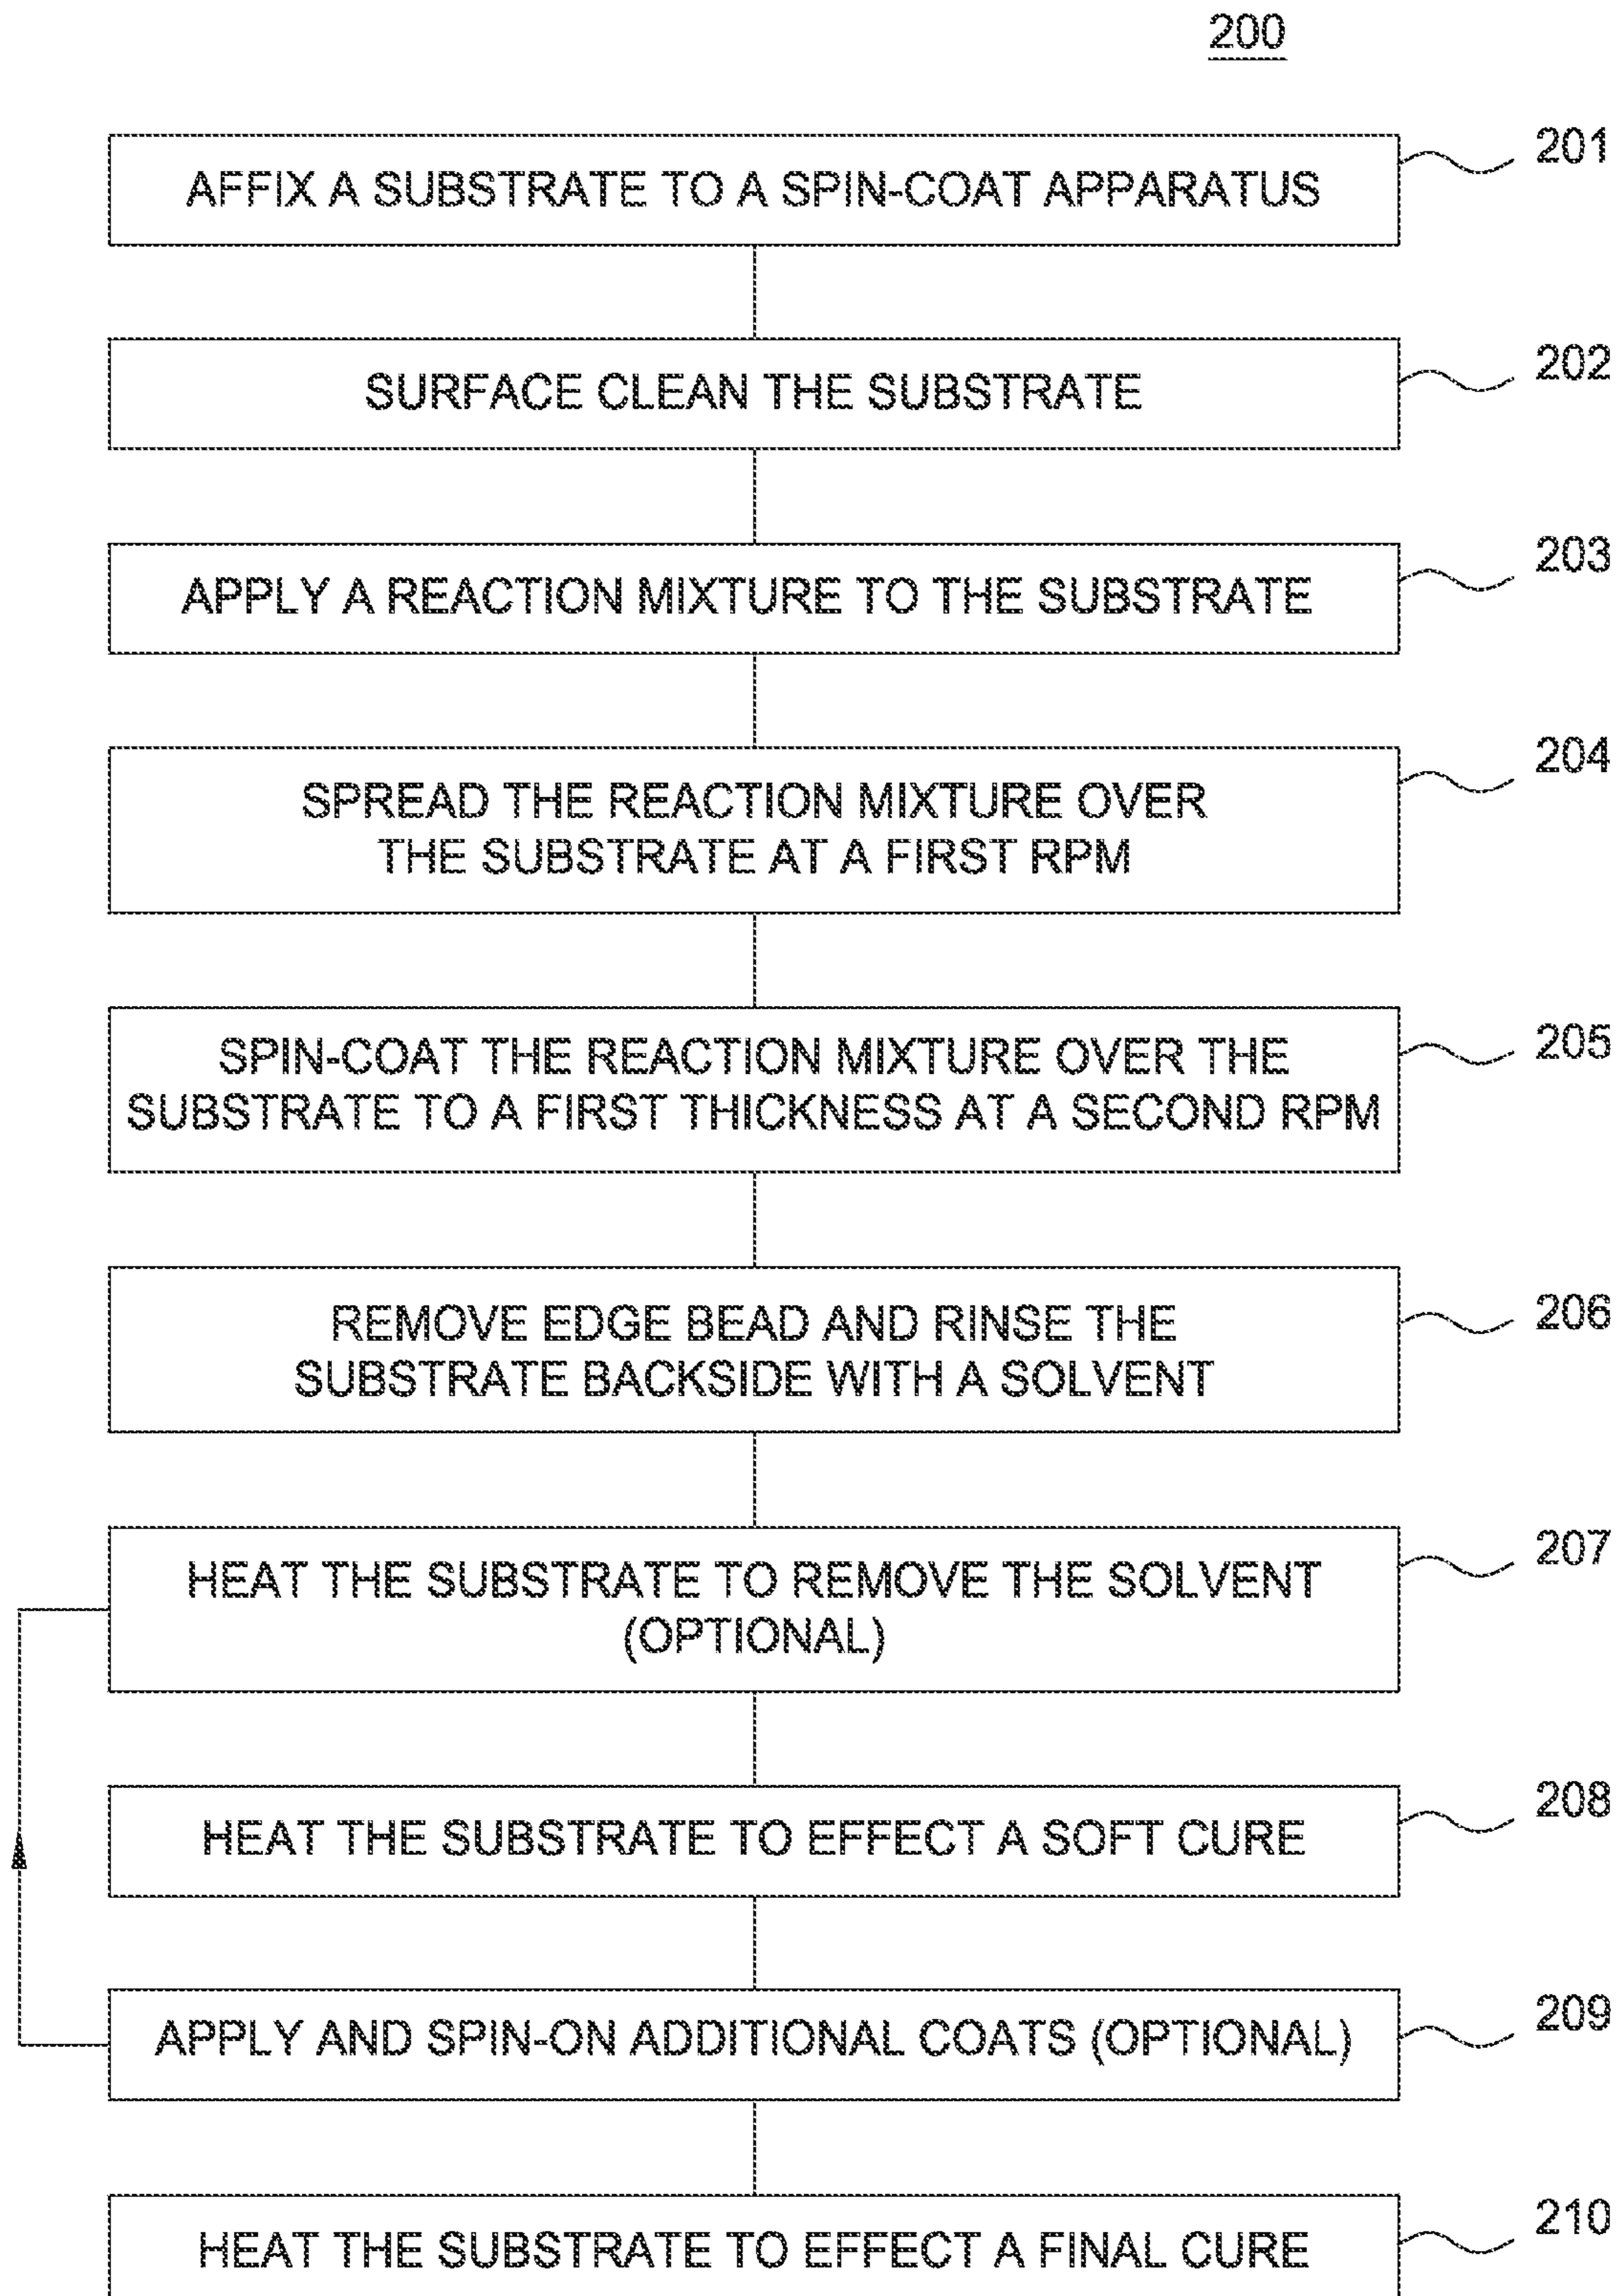 200
AFFIX A SUBSTRATE TO A SPIN-COAT APPARATUS
201
SURFACE CLEAN THE SUBSTRATE
202
APPLY A REACTION MIXTURE TO THE SUBSTRATE
203
SPREAD THE REACTION MIXTURE OVER
THE SUBSTRATE AT A FIRST RPM
204
SPIN-COAT THE REACTION MIXTURE OVER THE
SUBSTRATE TO A FIRST THICKNESS AT A SECOND RPM
205
REMOVE EDGE BEAD AND RINSE THE
SUBSTRATE BACKSIDE WITH A SOLVENT
206
HEAT THE SUBSTRATE TO REMOVE THE SOLVENT
(OPTIONAL)
207
HEAT THE SUBSTRATE TO EFFECT A SOFT CURE
208
APPLY AND SPIN-ON ADDITIONAL COATS (OPTIONAL)
209
HEAT THE SUBSTRATE TO EFFECT A FINAL CURE
210